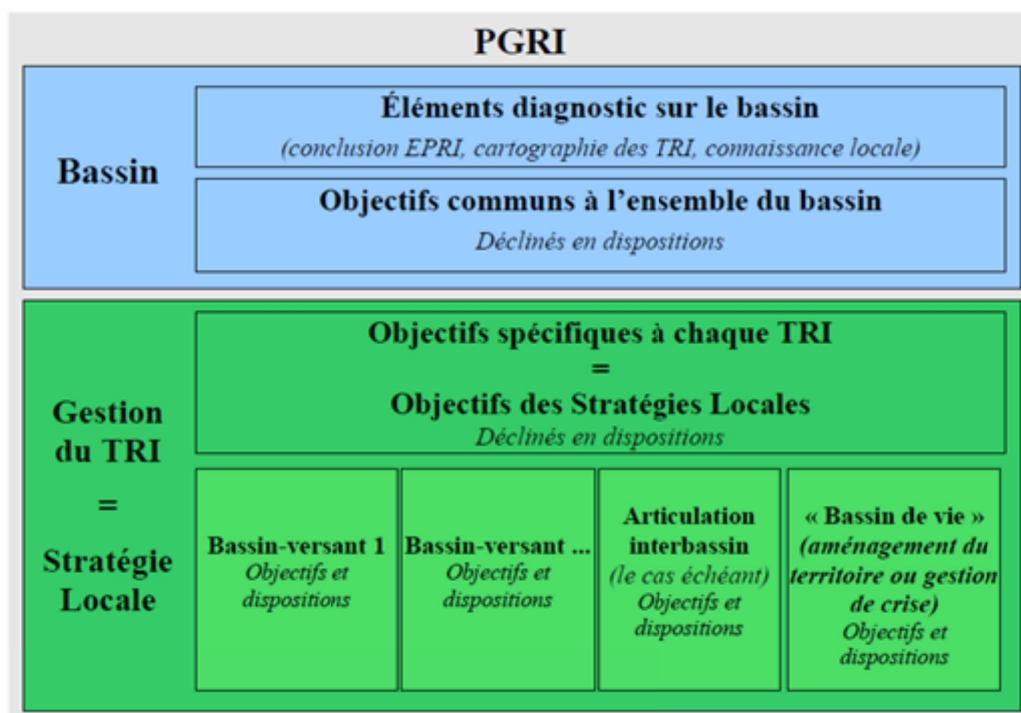 PGRI
Bassin
Éléments diagnostic sur le bassin
(conclusion EPRI, cartographie des TRI, connaissance locale)
Objectifs communs à l'ensemble du bassin
Déclinés en dispositions
Gestion
du TRI
=
Stratégie
Locale
Objectifs spécifiques à chaque TRI
=
Objectifs des Stratégies Locales
Déclinés en dispositions
Bassin-versant 1
Objectifs et
dispositions
Bassin-versant ...
Objectifs et
dispositions
Articulation
interbassin
(le cas échéant)
Objectifs et
dispositions
« Bassin de vie »
(aménagement du
territoire ou gestion
de crise)
Objectifs et
dispositions